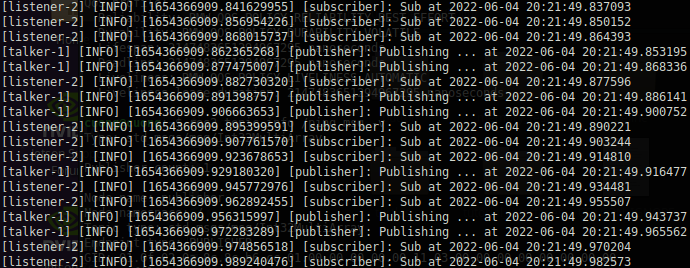 [listener-2] [INFO] [1654366909.841629955] [subscriber]: Sub at 2022-06-04 20:21:49.837093
[listener-2] [INFO] [1654366909.856954226] [subscriber]: Sub at 2022-06-04 20:21:49.850152
[listener-2] [INFO] [1654366909.868015737] [subscriber]: Sub at 2022-06-04 20:21:49.864393
[talker-1] [INFO] [1654366909.862365268] [publisher]: Publishing ... at 2022-06-04 20:21:49.853195
[talker-1] [INFO] [1654366909.877475007] [publisher]: Publishing ... at 2022-06-04 20:21:49.868336
[listener-2] [INFO] [1654366909.882730320] [subscriber]: Sub at 2022-06-04 20:21:49.877596
[talker-1] [INFO] [1654366909.891398757] [publisher]: Publishing ... at 2022-06-04 20:21:49.886141
[talker-1] [INFO] [1654366909.906663653] [publisher]: Publishing ... at 2022-06-04 20:21:49.900752
[listener-2] [INFO] [1654366909.895399591] [subscriber]: Sub at 2022-06-04 20:21:49.890221
[listener-2] [INFO] [1654366909.907761570] [subscriber]: Sub at 2022-06-04 20:21:49.903244
[listener-2] [INFO] [1654366909.923678653] [subscriber]: Sub at 2022-06-04 20:21:49.914810
[talker-1] [INFO] [1654366909.929180320] [publisher]: Publishing ... at 2022-06-04 20:21:49.916477
[listener-2] [INFO] [1654366909.945772976] [subscriber]: Sub at 2022-06-04 20:21:49.934481
[listener-2] [INFO] [1654366909.962892455] [subscriber]: Sub at 2022-06-04 20:21:49.955507
[talker-1] [INFO] [1654366909.956315997] [publisher]: Publishing ... at 2022-06-04 20:21:49.943737
[talker-1] [INFO] [1654366909.972283289] [publisher]: Publishing ... at 2022-06-04 20:21:49.965562
[listener-2] [INFO] [1654366909.974856518] [subscriber]: Sub at 2022-06-04 20:21:49.970204
[listener-2] [INFO] [1654366909.989240476] [subscriber]: Sub at 2022-06-04 20:21:49.982573